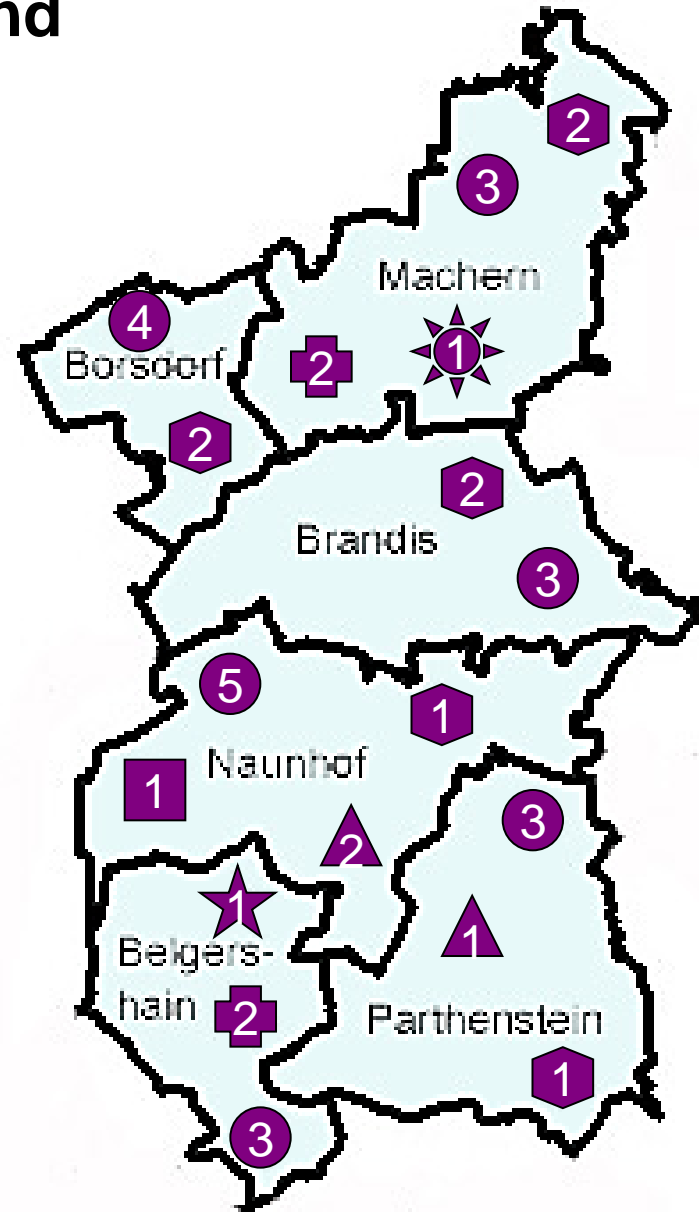 nd
2
3
Machern
4
1
Borsdorf
2
2
2
Brandis
3
5
1
Naunhof
1
3
2
1
1
Belgers-
hain
2
Parthenstein
1
3